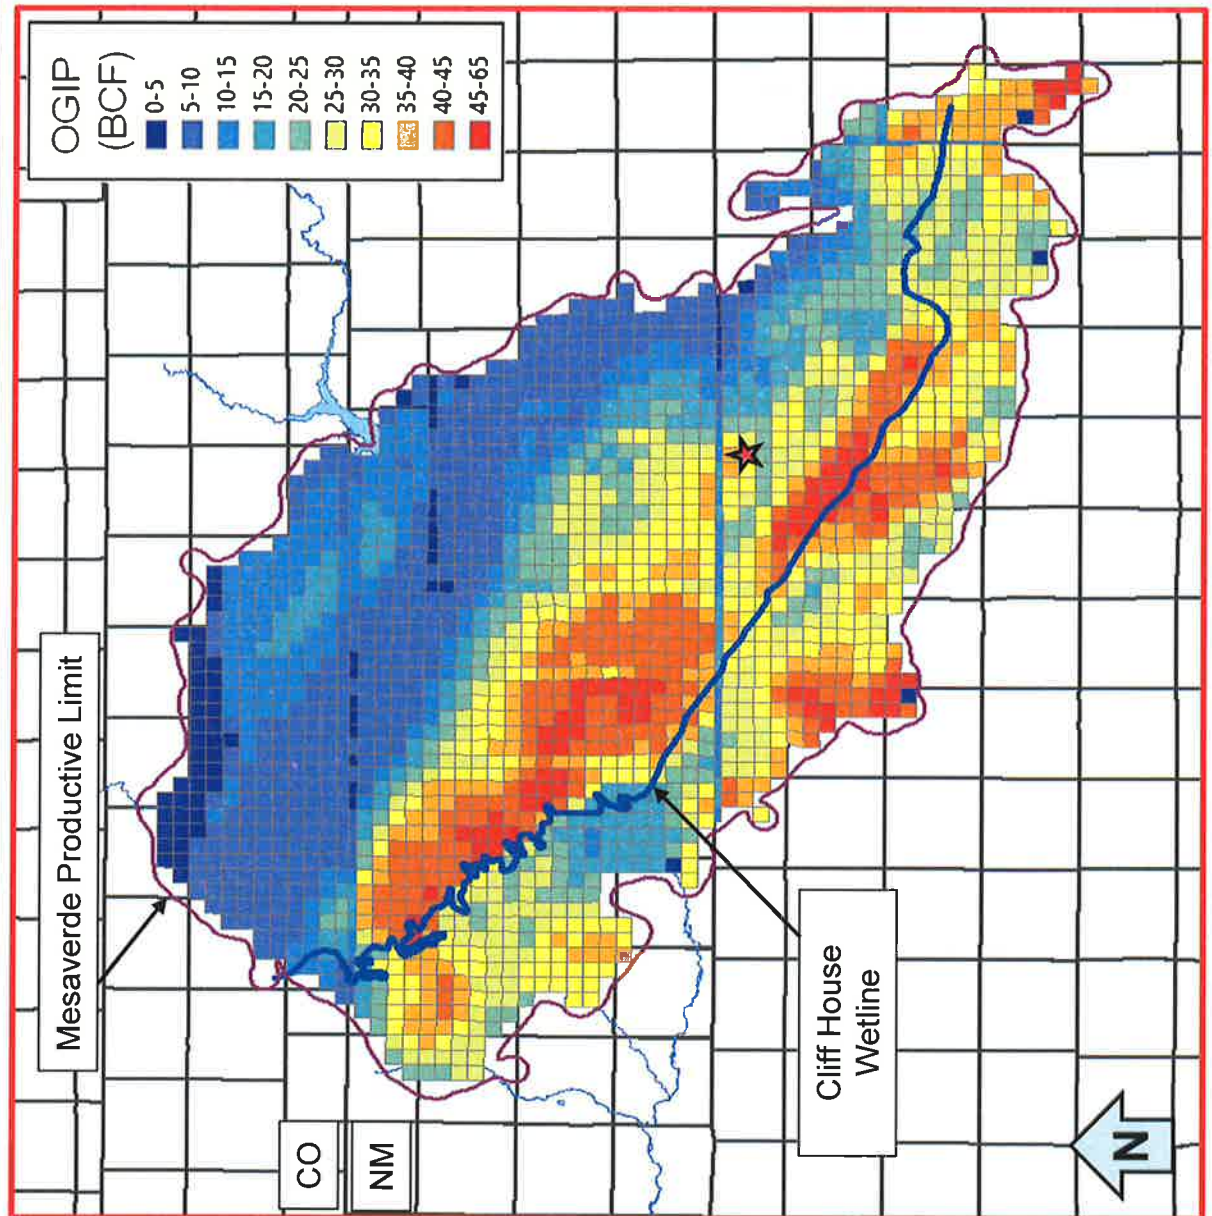 OGIP
(BCF)
0-5
5-10
10-15
15-20
20-25
25-30
30-35
35-40
40-45
45-65
Mesaverde Productive Limit
CO
NM
Cliff House
Wetline
N